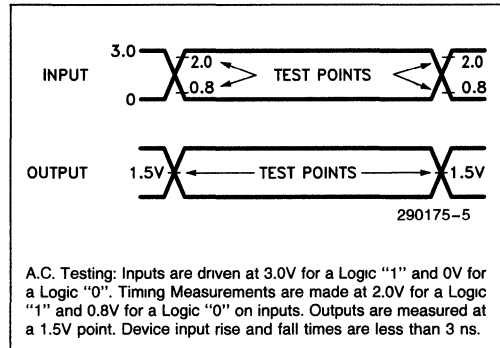 3.0
INPUT
2.0
0.8
TEST POINTS
2.0
0.8
0
OUTPUT
1.5V
TEST POINTS
1.5V
290175-5
A.C. Testing: Inputs are driven at 3.0V for a Logic "1" and 0V for
a Logic "0". Timing Measurements are made at 2.0V for a Logic
"1" and 0.8V for a Logic "0" on inputs. Outputs are measured at
a 1.5V point. Device input rise and fall times are less than 3 ns.